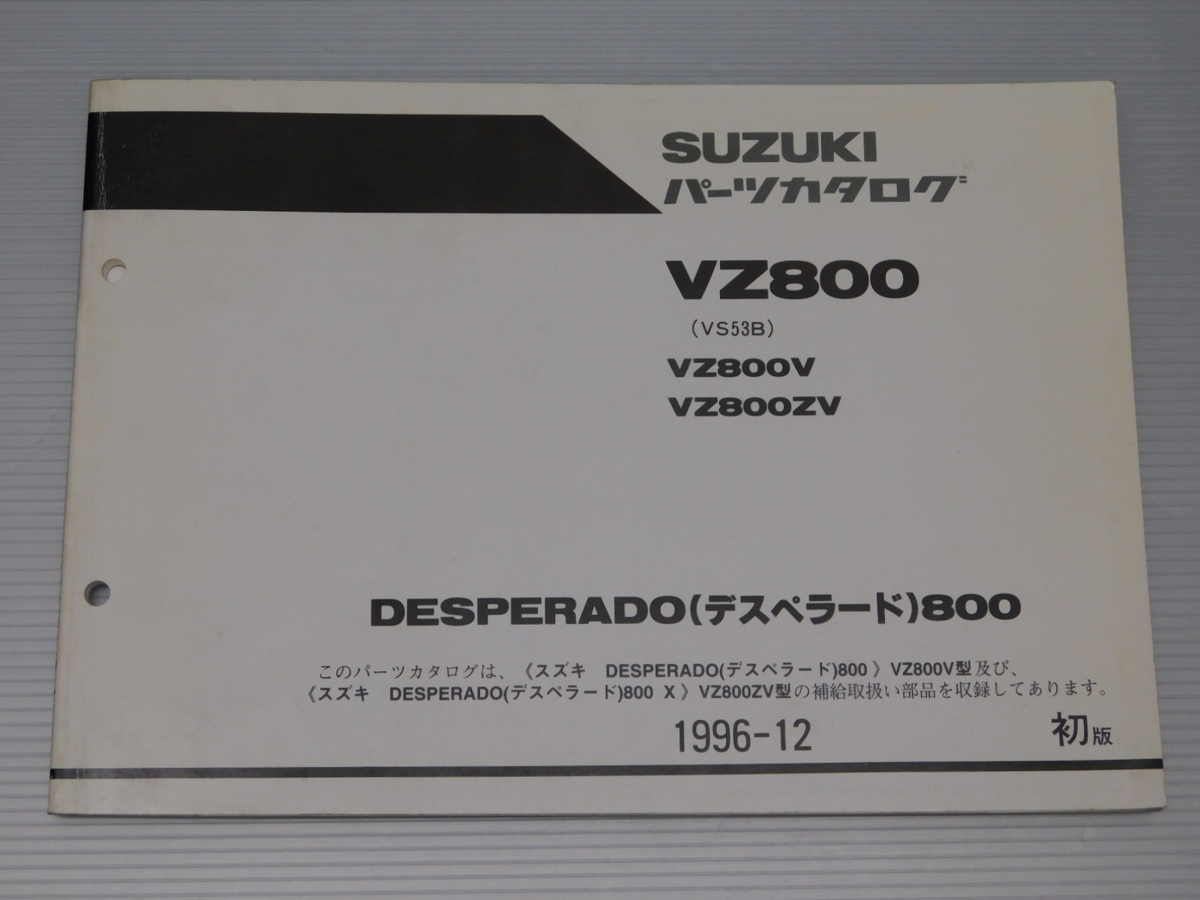 SUZUKI
パーツカタログ
VZ800
(VS53B)
VZ800V
VZ800ZV
DESPERADO(デスペラード)800
このパーツカタログは、《スズキ　DESPERADO(デスペラード)800》VZ800V型及び、
《スズキ　DESPERADO(デスペラード)800 X》VZ800ZV型の補給取扱い部品を収録してあります。
1996-12　初版